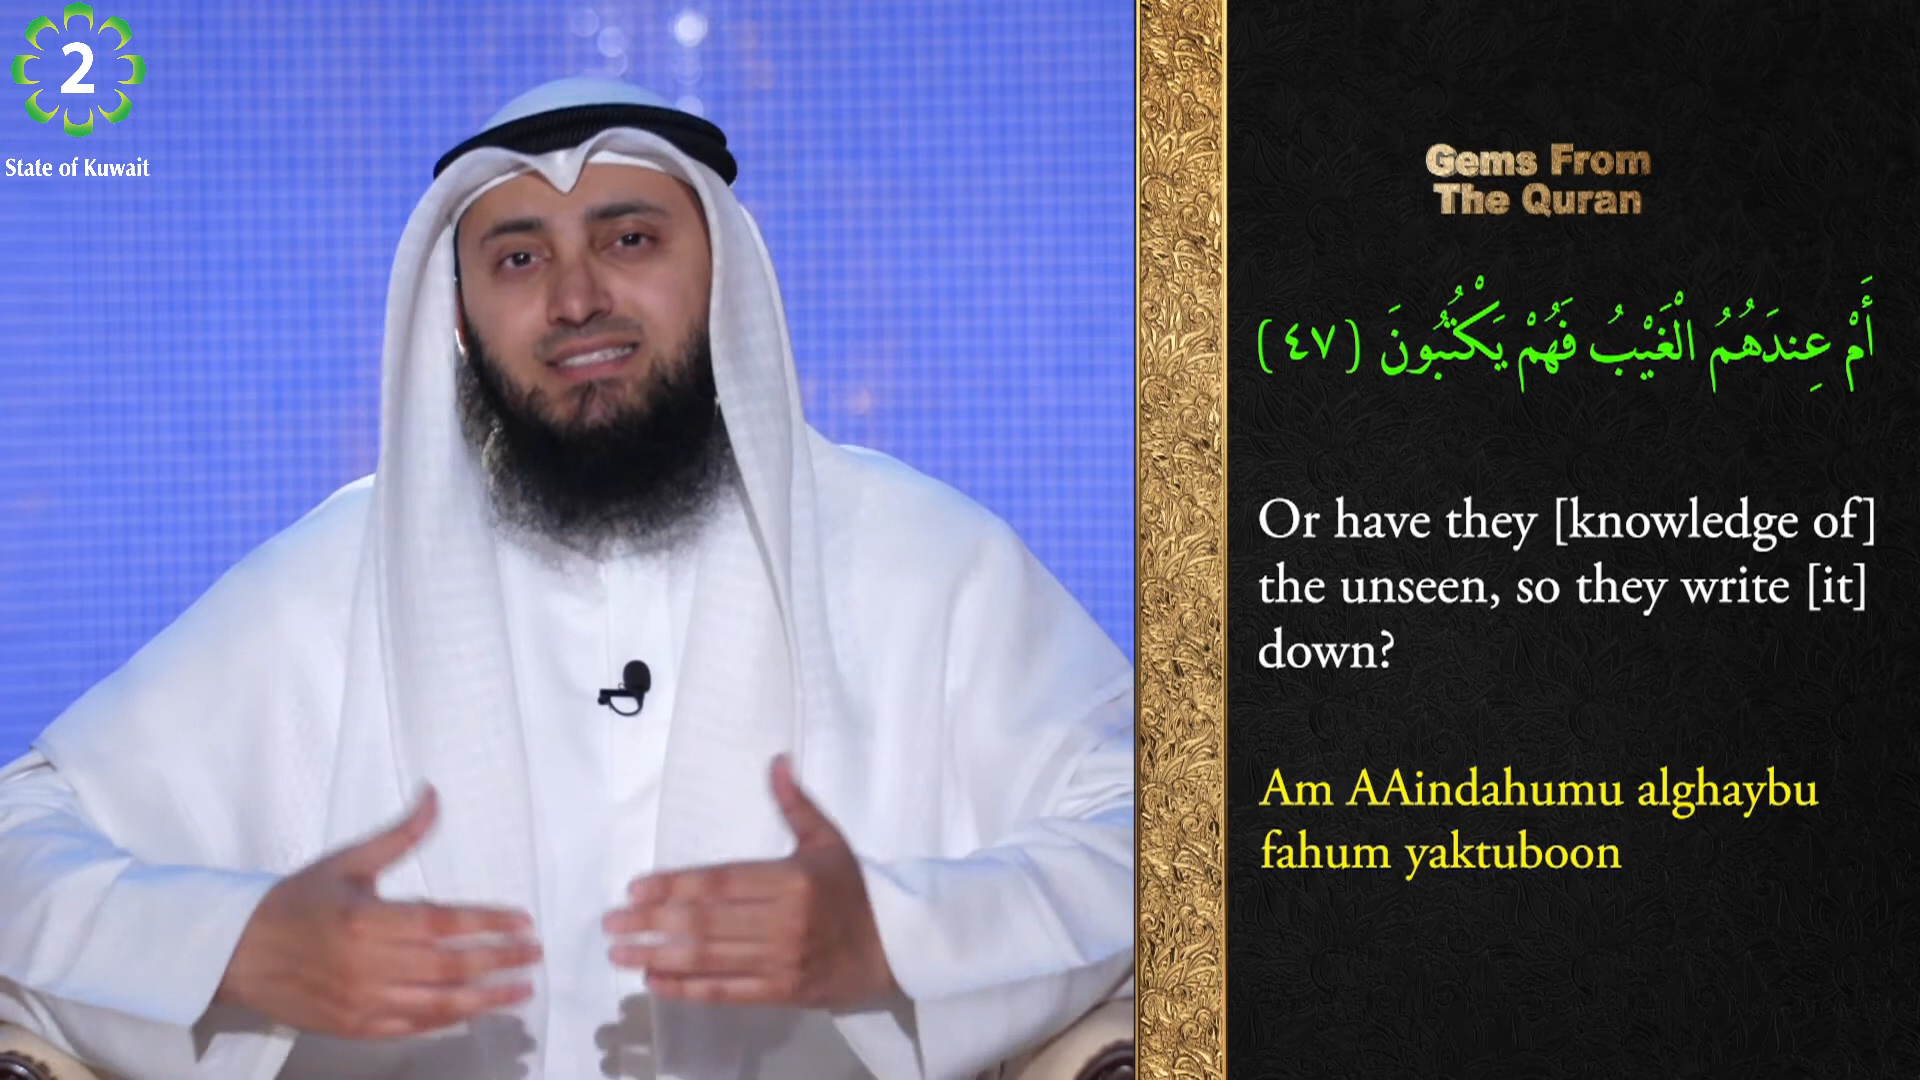 2
State of Kuwait
Gems From
The Quran
أَمْ عِندَهُمُ الْغَيْبُ فَهُمْ يَكْتُبُونَ (٤٧)
Or have they [knowledge of]
the unseen, so they write [it]
down?
Am AAindahumu alghaybu
fahum yaktuboon